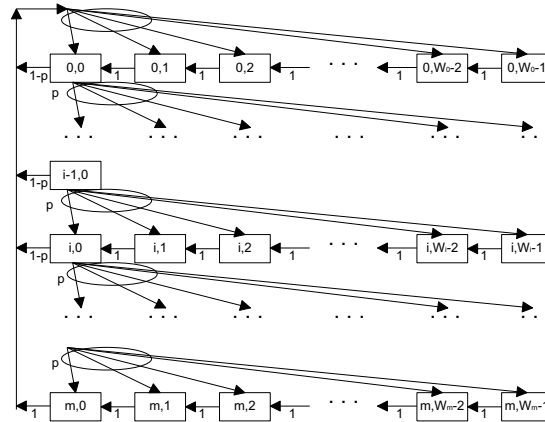 0,0 0,1 0,2 . . . 0,W₀-2 0,W₀-1
1-p 1 1 1 1 1
p
. . . . . . . . . . . . . .
i-1,0
1-p
p
i,0 i,1 i,2 . . . i,Wᵢ-2 i,Wᵢ-1
1-p 1 1 1 1 1
p
. . . . . . . . . . . . . .
p
m,0 m,1 m,2 . . . m,Wₘ-2 m,Wₘ-1
1 1 1 1 1 1